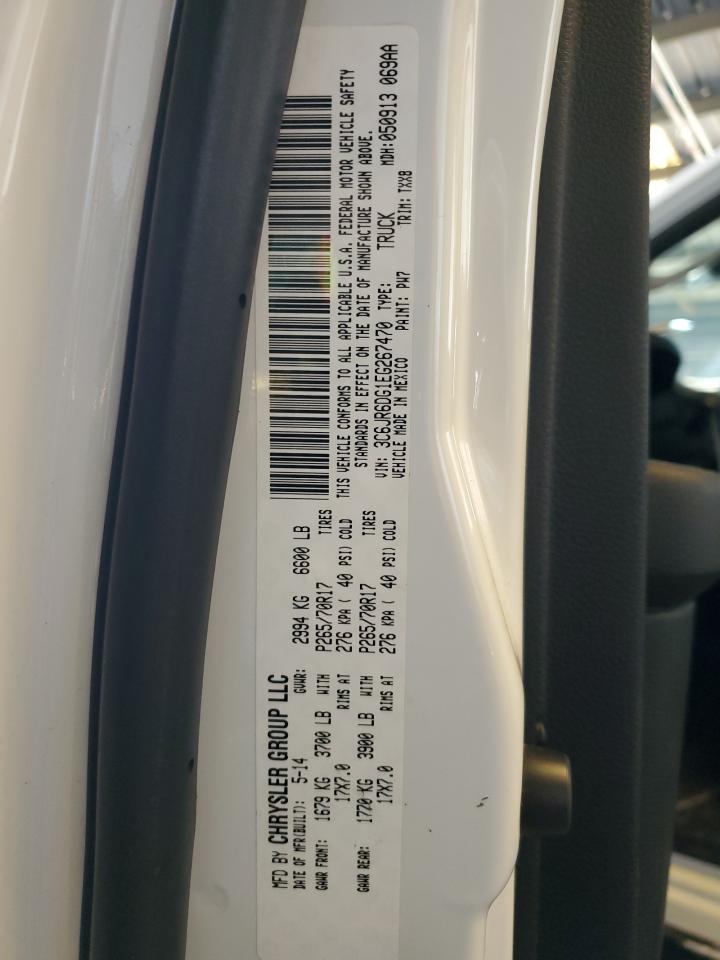 MFD BY CHRYSLER GROUP LLC
DATE OF MFR(BUILT): 5-14 GVWR: 2994 KG 6600 LB
GAWR FRONT: 1679 KG 3700 LB WITH P265/70R17 TIRES
17X7.0 RIMS AT 276 KPA ( 40 PSI) COLD
GAWR REAR: 1770 KG 3900 LB WITH P265/70R17 TIRES
17X7.0 RIMS AT 276 KPA ( 40 PSI) COLD
THIS VEHICLE CONFORMS TO ALL APPLICABLE U.S.A. FEDERAL MOTOR VEHICLE SAFETY
STANDARDS IN EFFECT ON THE DATE OF MANUFACTURE SHOWN ABOVE.
VIN: 3C6JR6DG1EG267470 TYPE: TRUCK MDH:050913 069AA
VEHICLE MADE IN MEXICO PAINT: PW7 TRIM: TXX8